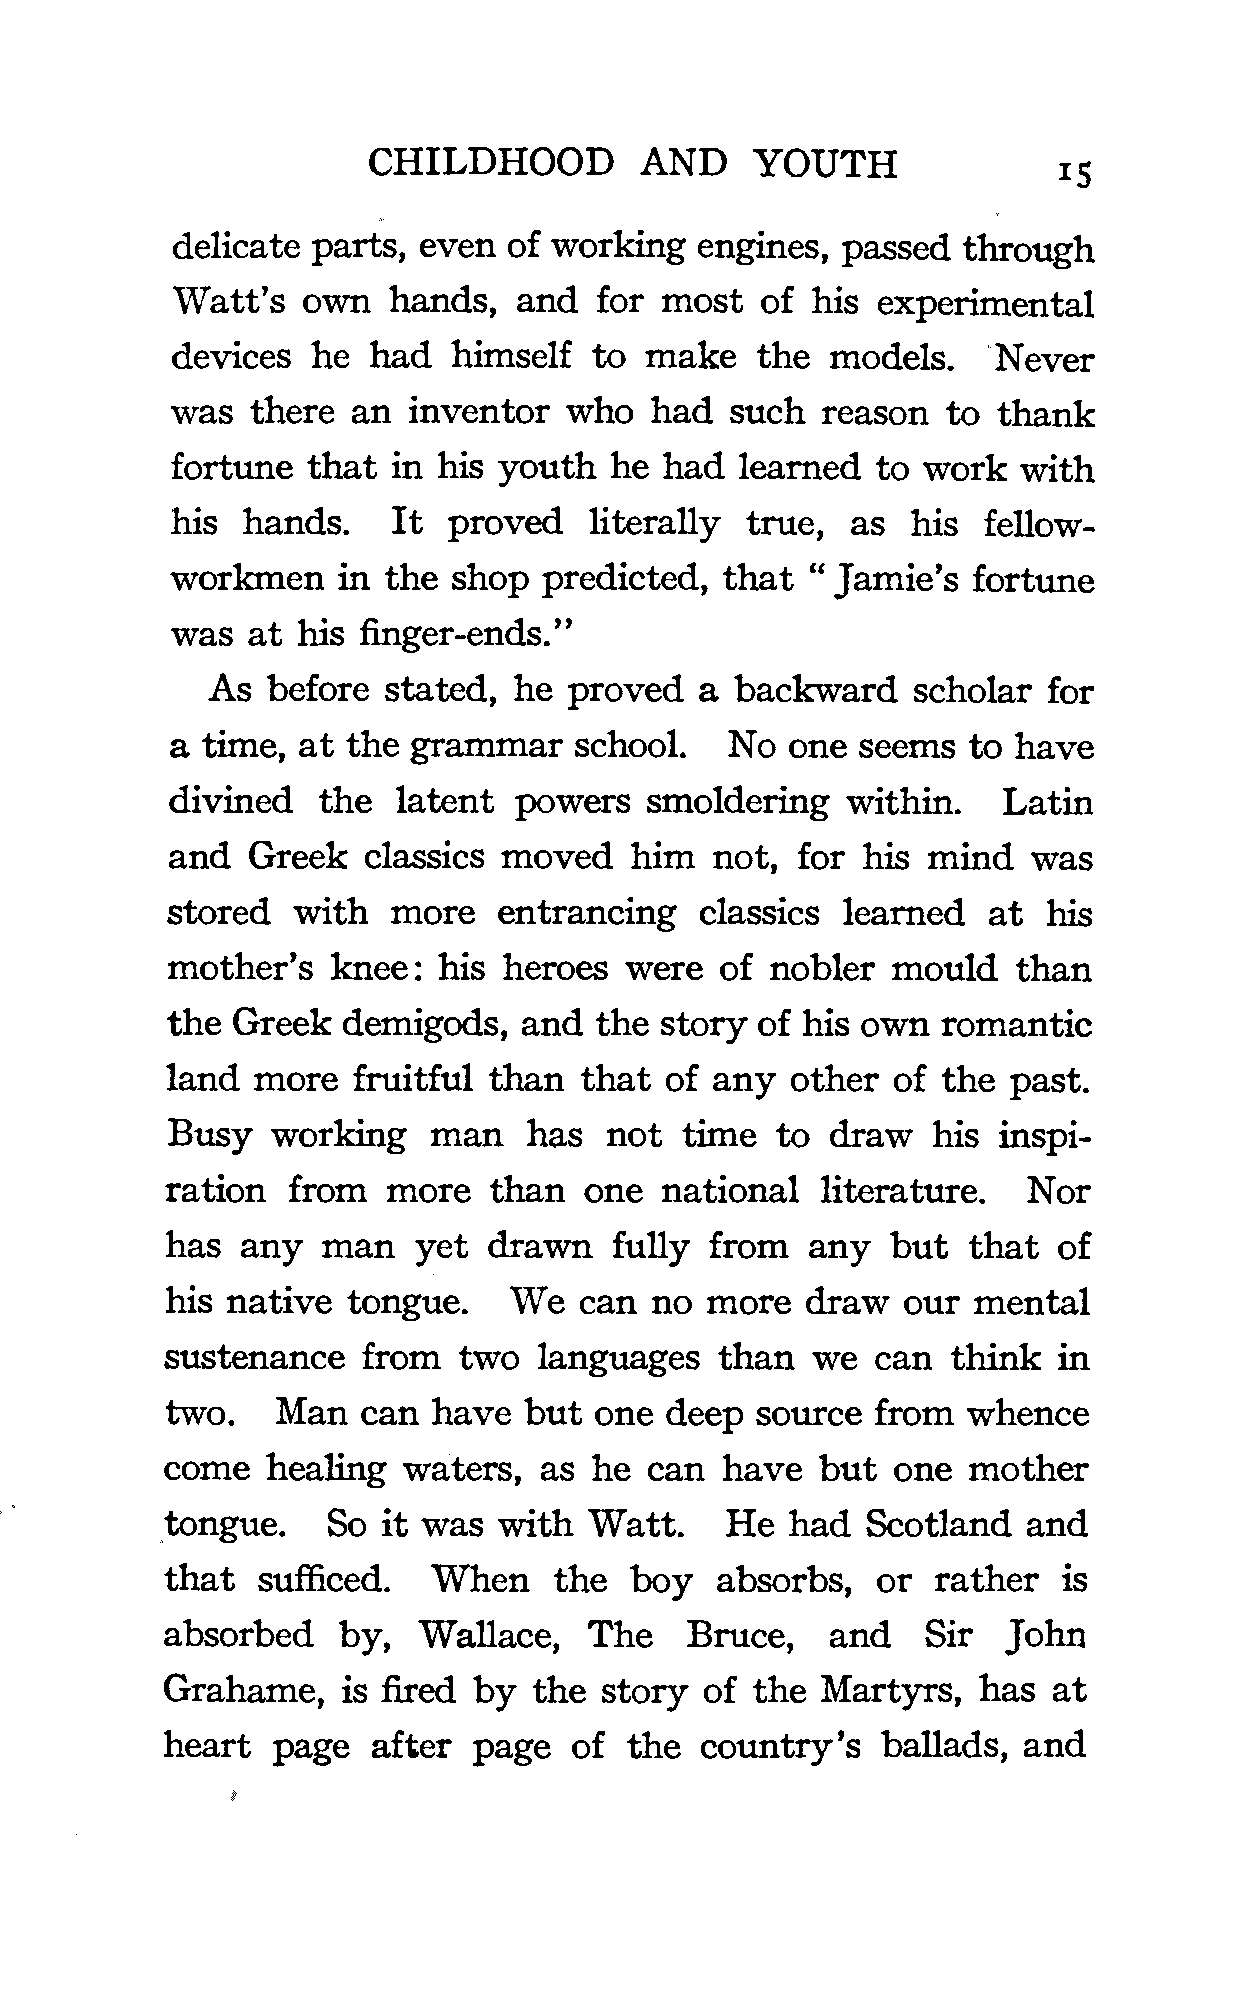 CHILDHOOD AND YOUTH 15
delicate parts, even of working engines, passed through
Watt's own hands, and for most of his experimental
devices he had himself to make the models. Never
was there an inventor who had such reason to thank
fortune that in his youth he had learned to work with
his hands. It proved literally true, as his fellow-
workmen in the shop predicted, that "Jamie's fortune
was at his finger-ends."
As before stated, he proved a backward scholar for
a time, at the grammar school. No one seems to have
divined the latent powers smoldering within. Latin
and Greek classics moved him not, for his mind was
stored with more entrancing classics learned at his
mother's knee: his heroes were of nobler mould than
the Greek demigods, and the story of his own romantic
land more fruitful than that of any other of the past.
Busy working man has not time to draw his inspi-
ration from more than one national literature. Nor
has any man yet drawn fully from any but that of
his native tongue. We can no more draw our mental
sustenance from two languages than we can think in
two. Man can have but one deep source from whence
come healing waters, as he can have but one mother
tongue. So it was with Watt. He had Scotland and
that sufficed. When the boy absorbs, or rather is
absorbed by, Wallace, The Bruce, and Sir John
Grahame, is fired by the story of the Martyrs, has at
heart page after page of the country's ballads, and